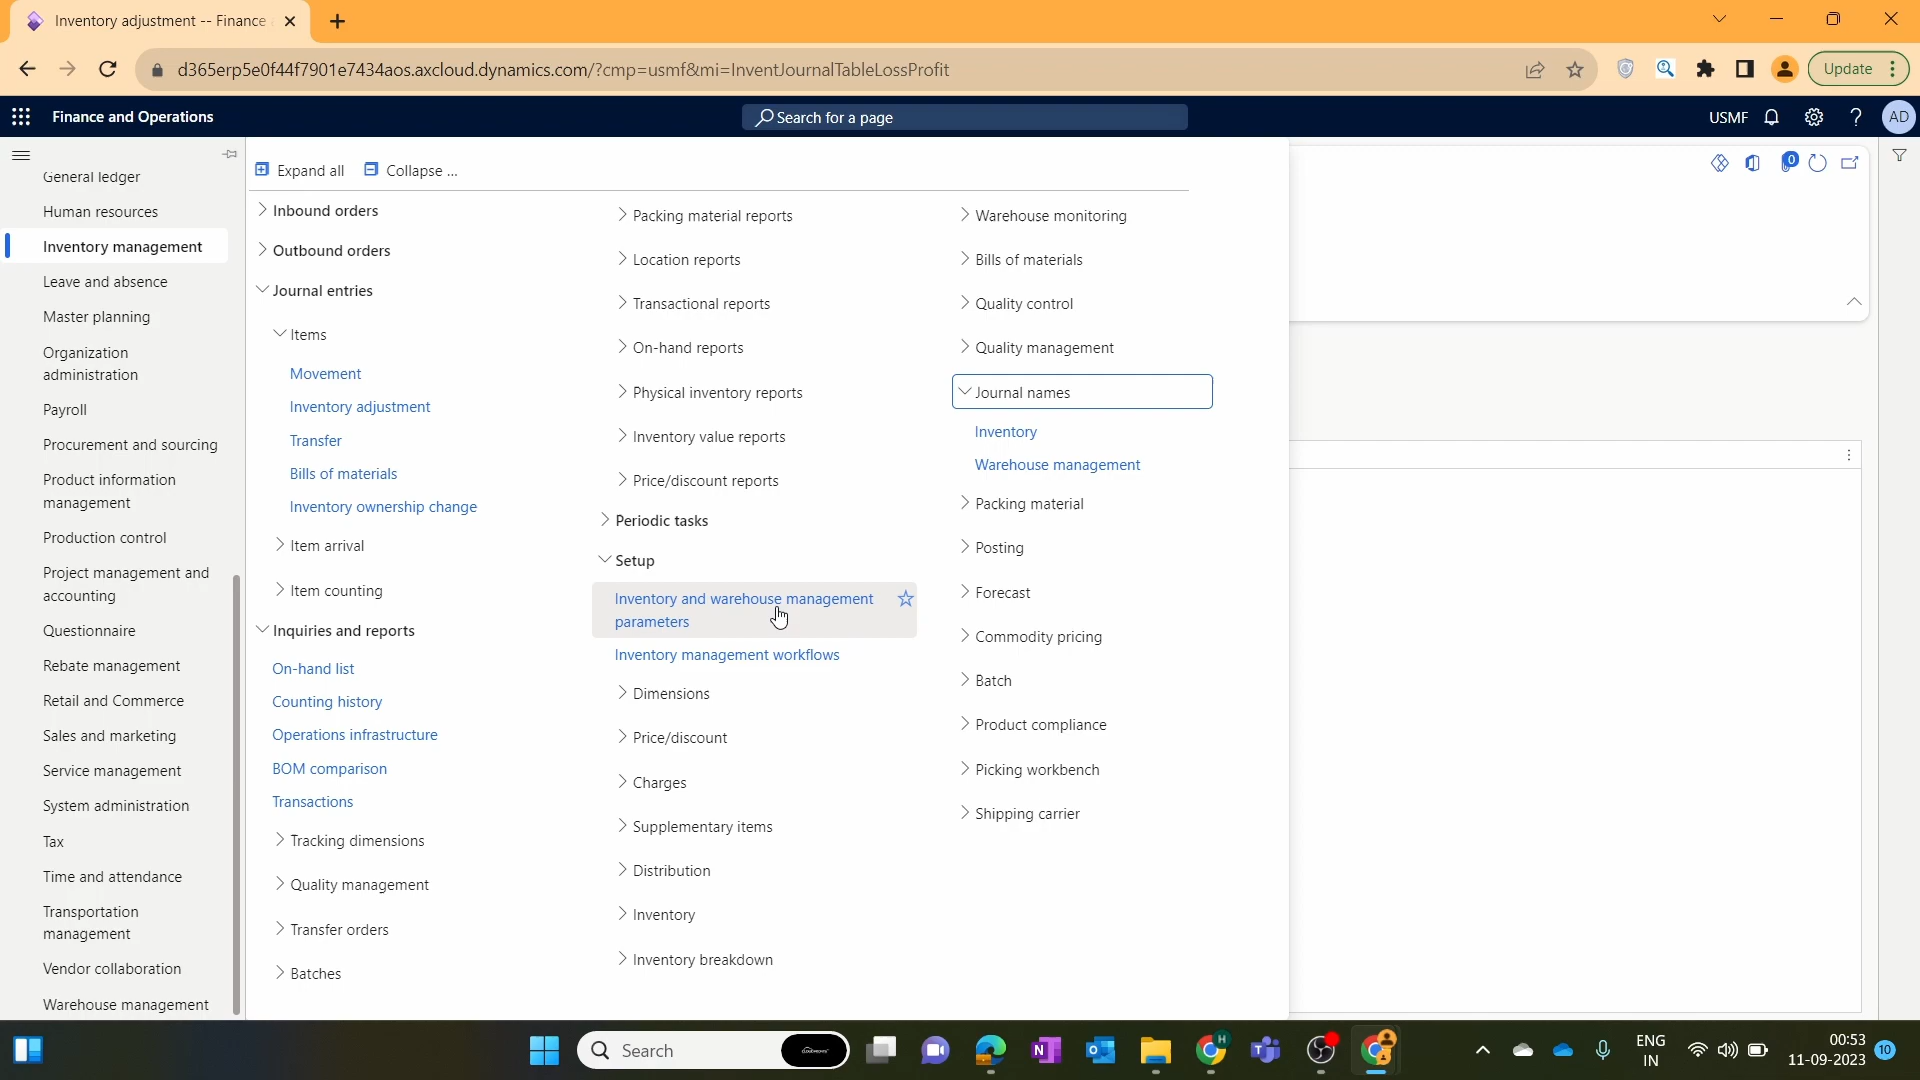 Inventory adjustment -- Finance
d365erp5e0f44f7901e7434aos.axcloud.dynamics.com/?cmp=usmf&mi=InventJournalTableLossProfit
Update
Finance and Operations
Search for a page
USMF
AD
General ledger
Human resources
Inventory management
Leave and absence
Master planning
Organization
administration
Payroll
Procurement and sourcing
Product information
management
Production control
Project management and
accounting
Questionnaire
Rebate management
Retail and Commerce
Sales and marketing
Service management
System administration
Tax
Time and attendance
Transportation
management
Vendor collaboration
Warehouse management
Expand all
Collapse ...
Inbound orders
Outbound orders
Journal entries
Items
Movement
Inventory adjustment
Transfer
Bills of materials
Inventory ownership change
Item arrival
Item counting
Inquiries and reports
On-hand list
Counting history
Operations infrastructure
BOM comparison
Transactions
Tracking dimensions
Quality management
Transfer orders
Batches
Packing material reports
Location reports
Transactional reports
On-hand reports
Physical inventory reports
Inventory value reports
Price/discount reports
Periodic tasks
Setup
Inventory and warehouse management
parameters
Inventory management workflows
Dimensions
Price/discount
Charges
Supplementary items
Distribution
Inventory
Inventory breakdown
Warehouse monitoring
Bills of materials
Quality control
Quality management
Journal names
Inventory
Warehouse management
Packing material
Posting
Forecast
Commodity pricing
Batch
Product compliance
Picking workbench
Shipping carrier
0
Search
ENG
IN
00:53
11-09-2023
10